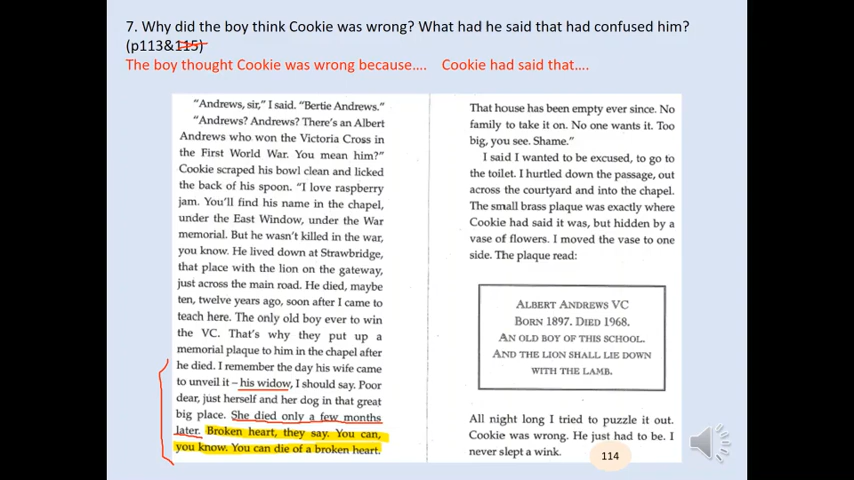 7. Why did the boy think Cookie was wrong? What had he said that had confused him?
(p113&115)
The boy thought Cookie was wrong because.... Cookie had said that....
"Andrews, sir," I said. "Bertie Andrews."
"Andrews? Andrews? There's an Albert
Andrews who won the Victoria Cross in
the First World War. You mean him?"
Cookie scraped his bowl clean and licked
the back of his spoon. "I love raspberry
jam. You'll find his name in the chapel,
under the East Window, under the War
memorial. But he wasn't killed in the war,
you know. He lived down at Strawbridge,
that place with the lion on the gateway,
just across the main road. He died, maybe
ten, twelve years ago, soon after I came to
teach here. The only old boy ever to win
the VC. That's why they put up a
memorial plaque to him in the chapel after
he died. I remember the day his wife came
to unveil it – his widow, I should say. Poor
dear, just herself and her dog in that great
big place. She died only a few months
later. Broken heart, they say. You can,
you know. You can die of a broken heart.
That house has been empty ever since. No
family to take it on. No one wants it. Too
big, you see. Shame."
I said I wanted to be excused, to go to
the toilet. I hurtled down the passage, out
across the courtyard and into the chapel.
The small brass plaque was exactly where
Cookie had said it was, but hidden by a
vase of flowers. I moved the vase to one
side. The plaque read:
ALBERT ANDREWS VC
BORN 1897. DIED 1968.
AN OLD BOY OF THIS SCHOOL.
AND THE LION SHALL LIE DOWN
WITH THE LAMB.
All night long I tried to puzzle it out.
Cookie was wrong. He just had to be. I
never slept a wink.
114